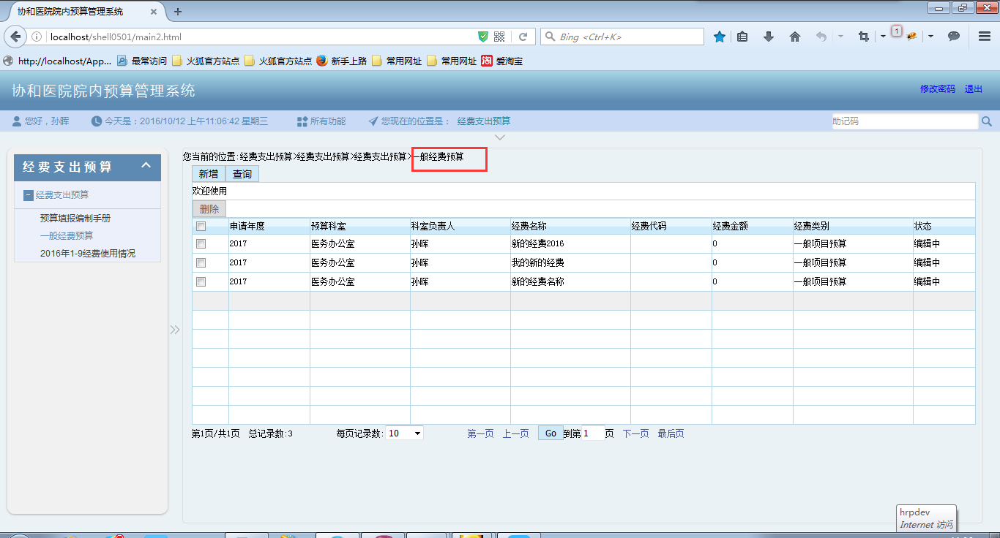 协和医院院内预算管理系统
localhost/shell0501/main2.html
Bing <Ctrl+K>
1
http://localhost/App... 最常访问 火狐官方站点 火狐官方站点 新手上路 常用网址 常用网址 淘 爱淘宝
协和医院院内预算管理系统
修改密码 退出
您好，孙晖 今天是：2016/10/12 上午11:06:42 星期三 所有功能 您现在的位置是： 经费支出预算 助记码
经费支出预算
经费支出预算
预算填报编制手册
一般经费预算
2016年1-9经费使用情况
您当前的位置:经费支出预算>经费支出预算>经费支出预算>一般经费预算
新增 查询
欢迎使用
删除
申请年度 预算科室 科室负责人 经费名称 经费代码 经费金额 经费类别 状态
2017 医务办公室 孙晖 新的经费2016 0 一般项目预算 编辑中
2017 医务办公室 孙晖 我的新的经费 0 一般项目预算 编辑中
2017 医务办公室 孙晖 新的经费名称 0 一般项目预算 编辑中
第1页/共1页 总记录数:3 每页记录数: 10 第一页 上一页 Go 到第 1 页 下一页 最后页
hrpdev
Internet 访问